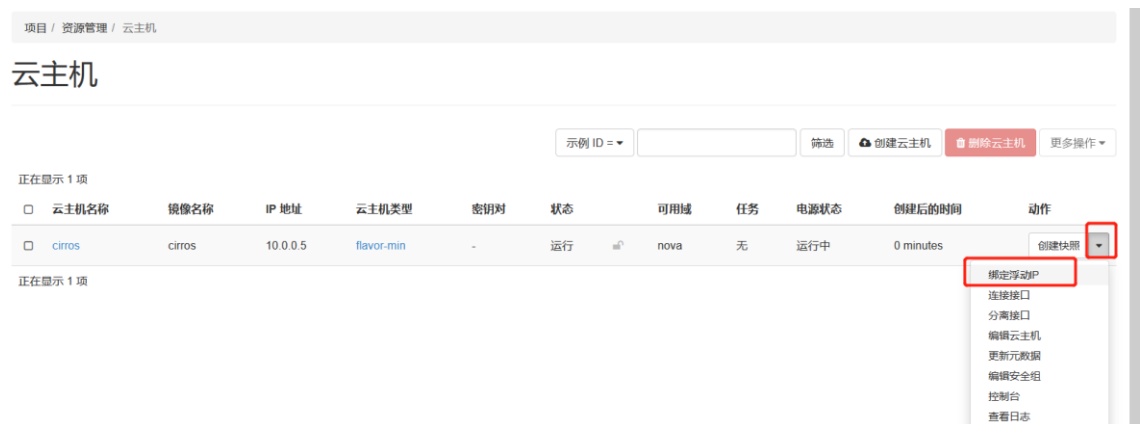 项目 / 资源管理 / 云主机
云主机
示例 ID = 筛选 创建云主机 删除云主机 更多操作
正在显示 1 项
云主机名称 镜像名称 IP 地址 云主机类型 密钥对 状态 可用域 任务 电源状态 创建后的时间 动作
cirros cirros 10.0.0.5 flavor-min - 运行 nova 无 运行中 0 minutes 创建快照
正在显示 1 项
绑定浮动IP
连接接口
分离接口
编辑云主机
更新元数据
编辑安全组
控制台
查看日志